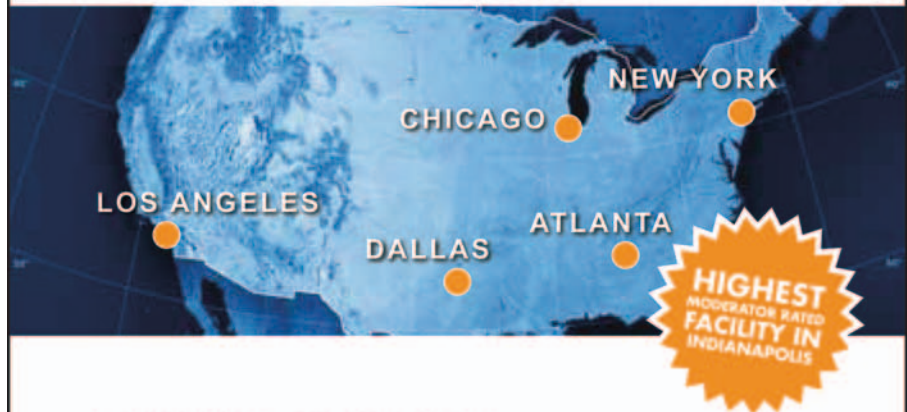 NEW YORK
CHICAGO
LOS ANGELES
ATLANTA
DALLAS
HIGHEST
MODERATOR RATED
FACILITY IN
INDIANAPOLIS